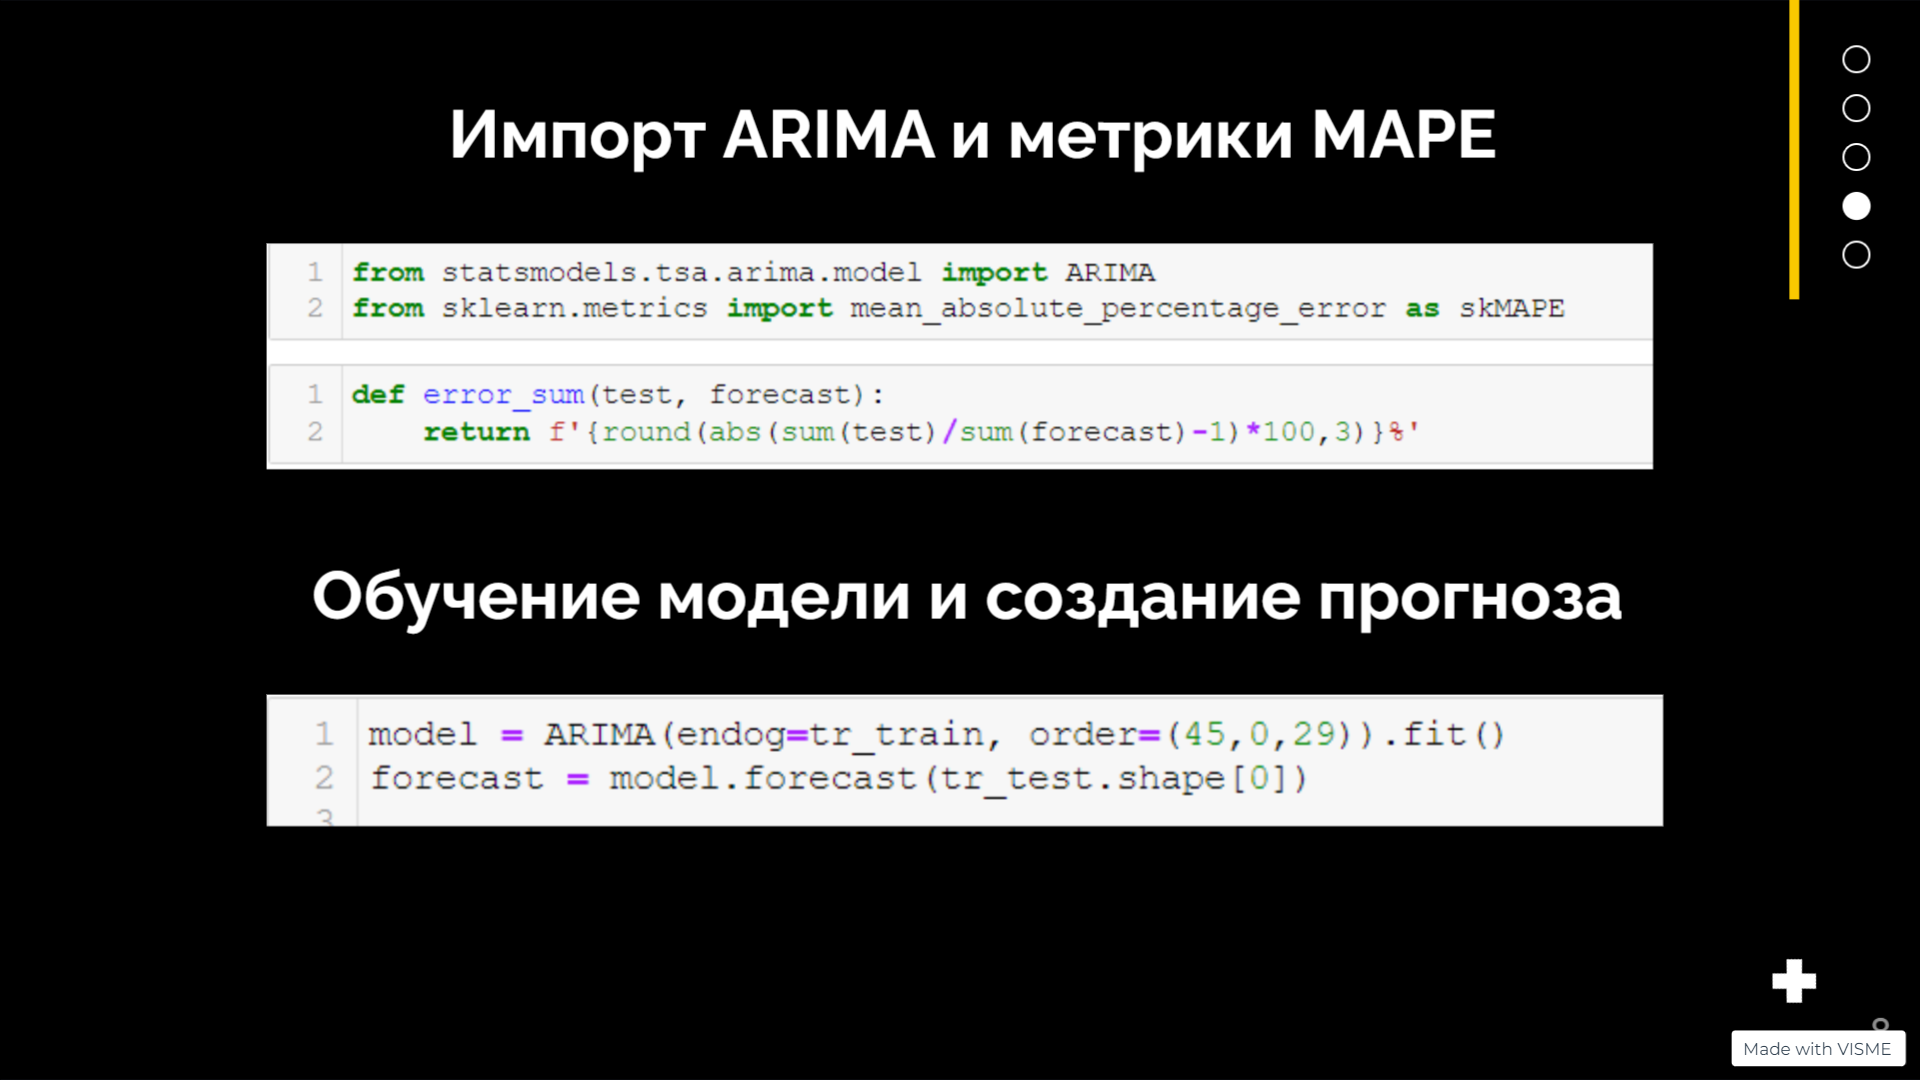 Импорт ARIMA и метрики MAPE
1 from statsmodels.tsa.arima.model import ARIMA
2 from sklearn.metrics import mean_absolute_percentage_error as skMAPE
1 def error_sum(test, forecast):
2     return f'{round(abs(sum(test)/sum(forecast)-1)*100,3)}%'
Обучение модели и создание прогноза
1 model = ARIMA(endog=tr_train, order=(45,0,29)).fit()
2 forecast = model.forecast(tr_test.shape[0])
3
Made with VISME